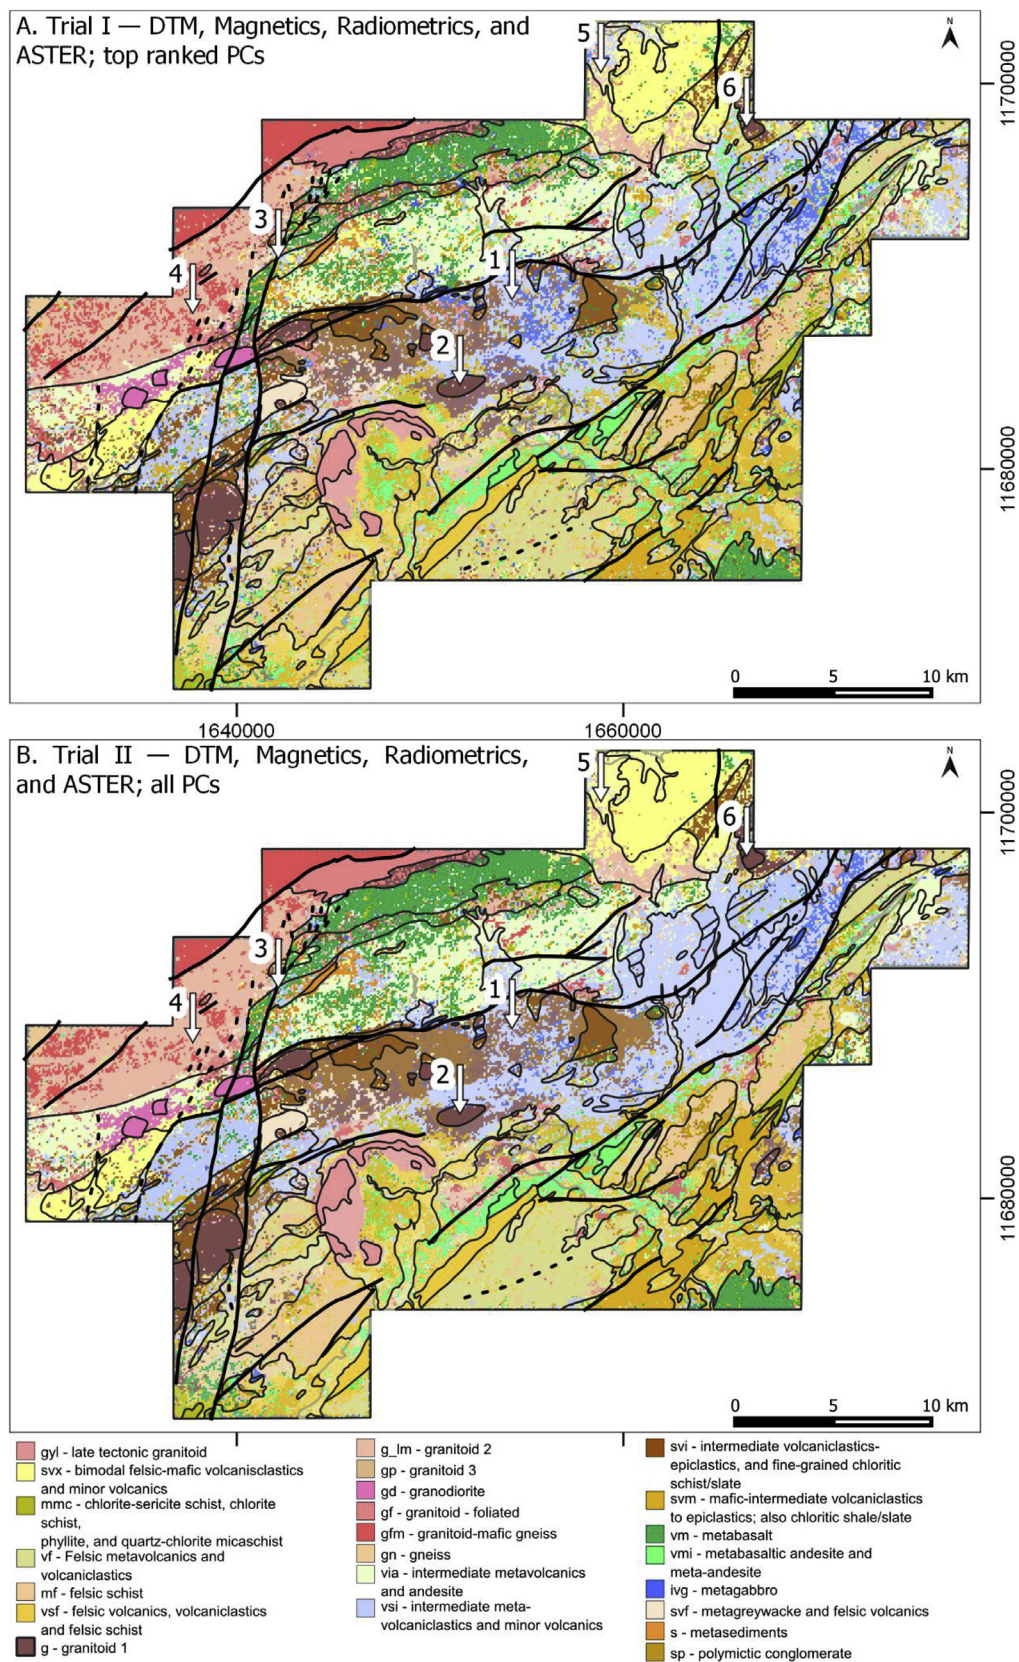 A. Trial I — DTM, Magnetics, Radiometrics, and
ASTER; top ranked PCs
5
N
6
11700000
3
4
1
2
11680000
0 5 10 km
1640000 1660000
B. Trial II — DTM, Magnetics, Radiometrics,
and ASTER; all PCs
5
N
6
11700000
3
4
1
2
11680000
0 5 10 km
gyl - late tectonic granitoid
svx - bimodal felsic-mafic volcanisclastics
and minor volcanics
mmc - chlorite-sericite schist, chlorite
schist,
phyllite, and quartz-chlorite micaschist
vf - Felsic metavolcanics and
volcaniclastics
mf - felsic schist
vsf - felsic volcanics, volcaniclastics
and felsic schist
g - granitoid 1
g_lm - granitoid 2
gp - granitoid 3
gd - granodiorite
gf - granitoid - foliated
gfm - granitoid-mafic gneiss
gn - gneiss
via - intermediate metavolcanics
and andesite
vsi - intermediate meta-
volcaniclastics and minor volcanics
svi - intermediate volcaniclastics-
epiclastics, and fine-grained chloritic
schist/slate
svm - mafic-intermediate volcaniclastics
to epiclastics; also chloritic shale/slate
vm - metabasalt
vmi - metabasaltic andesite and
meta-andesite
ivg - metagabbro
svf - metagreywacke and felsic volcanics
s - metasediments
sp - polymictic conglomerate